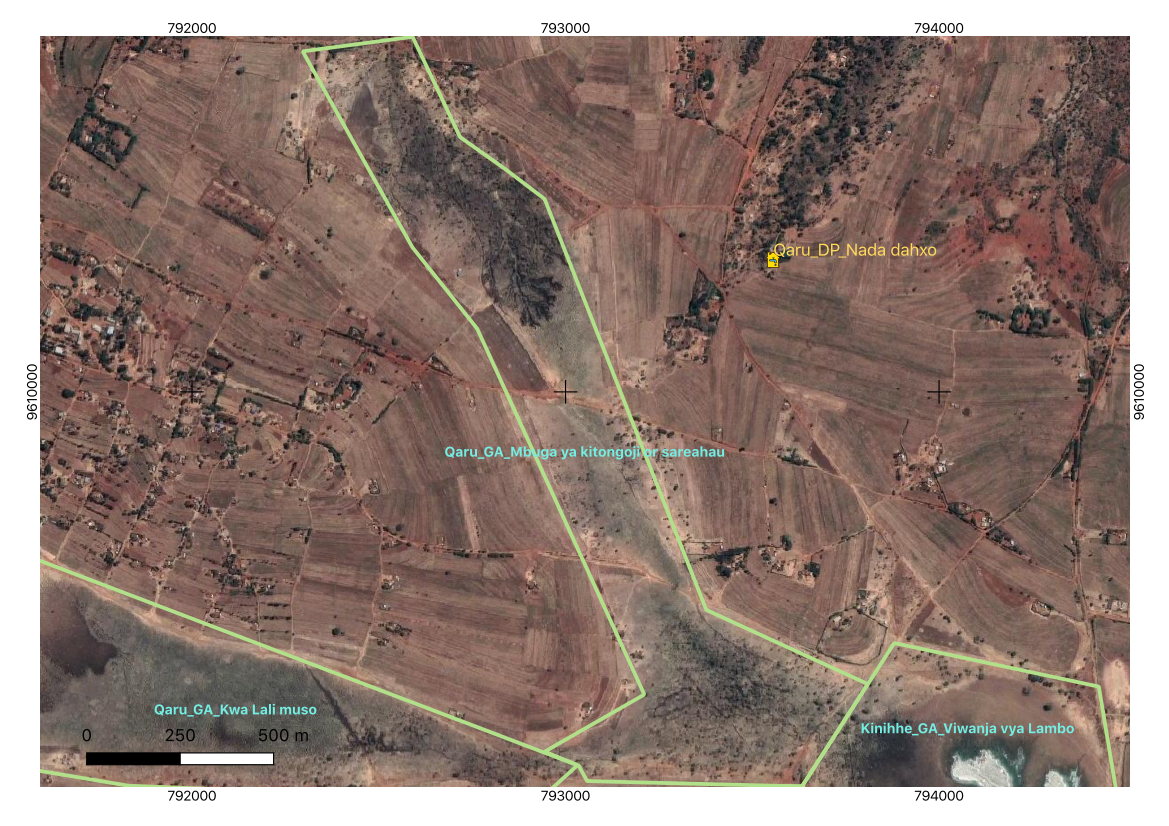 792000 793000 794000
Qaru_DP_Nada dahxo
9610000 9610000
Qaru_GA_Mbuga ya kitongoji or sareahau
Qaru_GA_Kwa Lali muso
Kinihhe_GA_Viwanja vya Lambo
0 250 500 m
792000 793000 794000